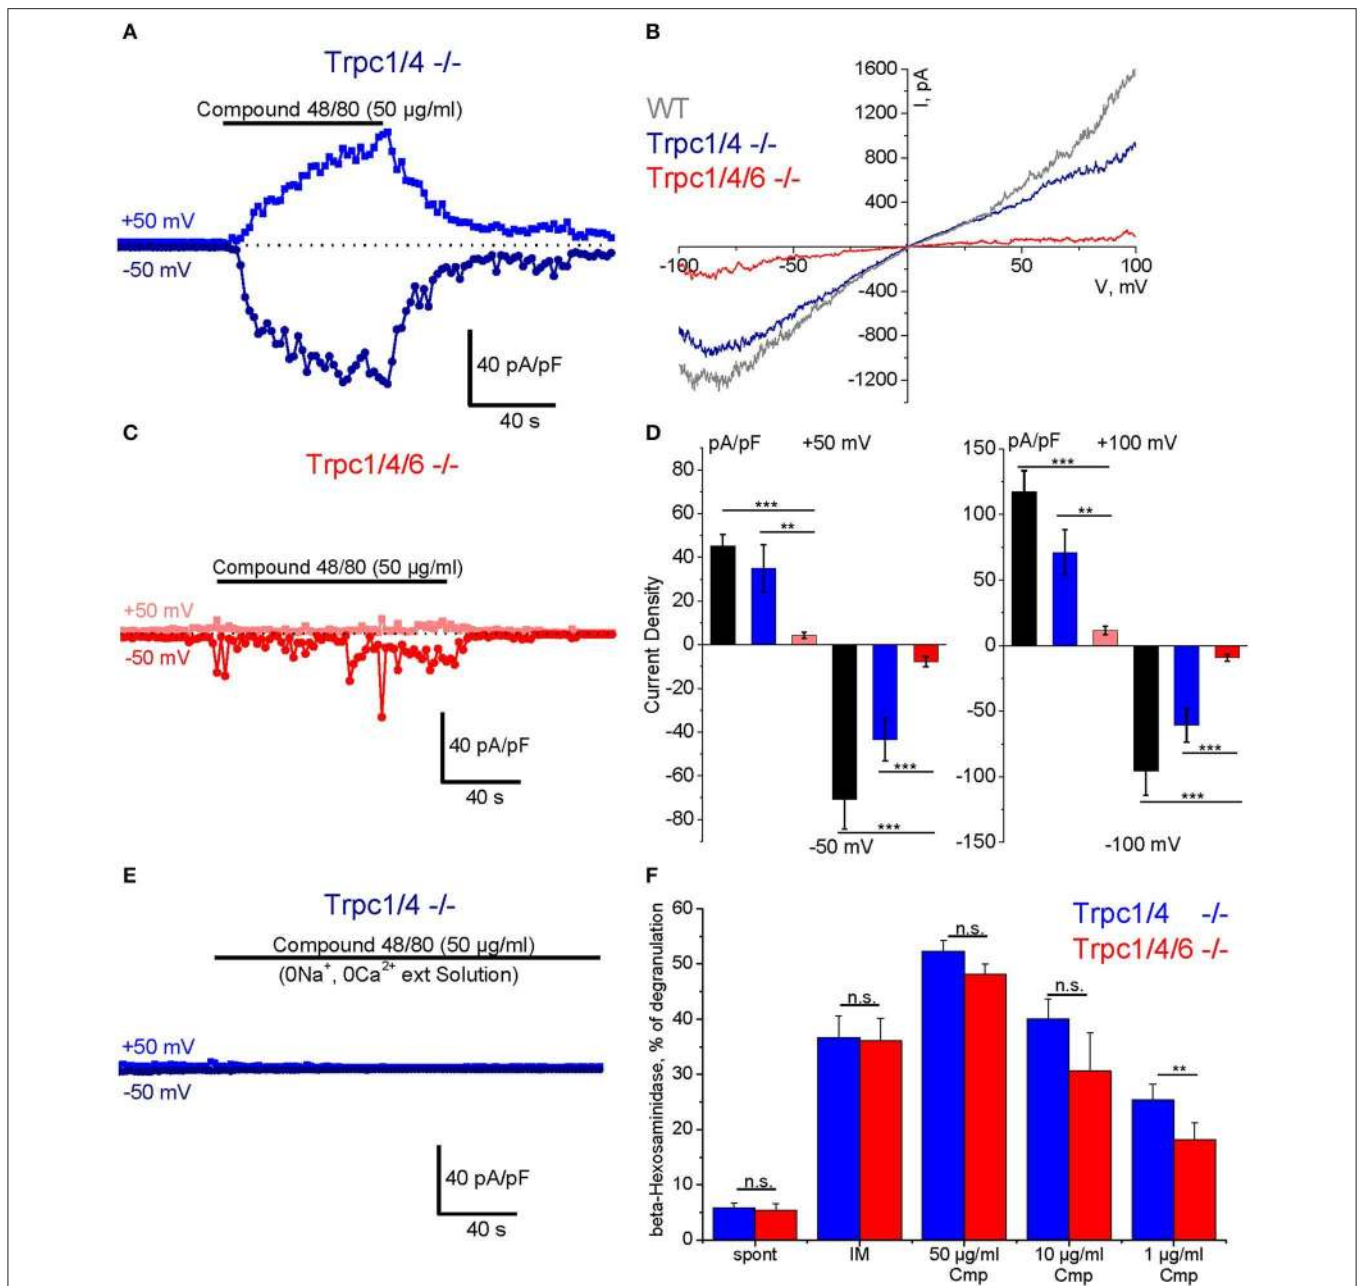 A
Trpc1/4 -/-
Compound 48/80 (50 µg/ml)
+50 mV
-50 mV
40 pA/pF
40 s
B
WT
Trpc1/4 -/-
Trpc1/4/6 -/-
I, pA
1600
1200
800
400
-400
-800
-1200
-100
-50
50
100
V, mV
C
Trpc1/4/6 -/-
Compound 48/80 (50 µg/ml)
+50 mV
-50 mV
40 pA/pF
40 s
D
Current Density
pA/pF
+50 mV
80
60
40
20
0
-20
-40
-60
-80
***
**
***
***
-50 mV
pA/pF
+100 mV
150
100
50
0
-50
-100
-150
***
**
***
***
-100 mV
E
Trpc1/4 -/-
Compound 48/80 (50 µg/ml)
(0Na⁺, 0Ca²⁺ ext Solution)
+50 mV
-50 mV
40 pA/pF
40 s
F
Trpc1/4 -/-
Trpc1/4/6 -/-
beta-Hexosaminidase, % of degranulation
60
50
40
30
20
10
0
n.s.
n.s.
n.s.
n.s.
**
spont
IM
50 µg/ml
Cmp
10 µg/ml
Cmp
1 µg/ml
Cmp